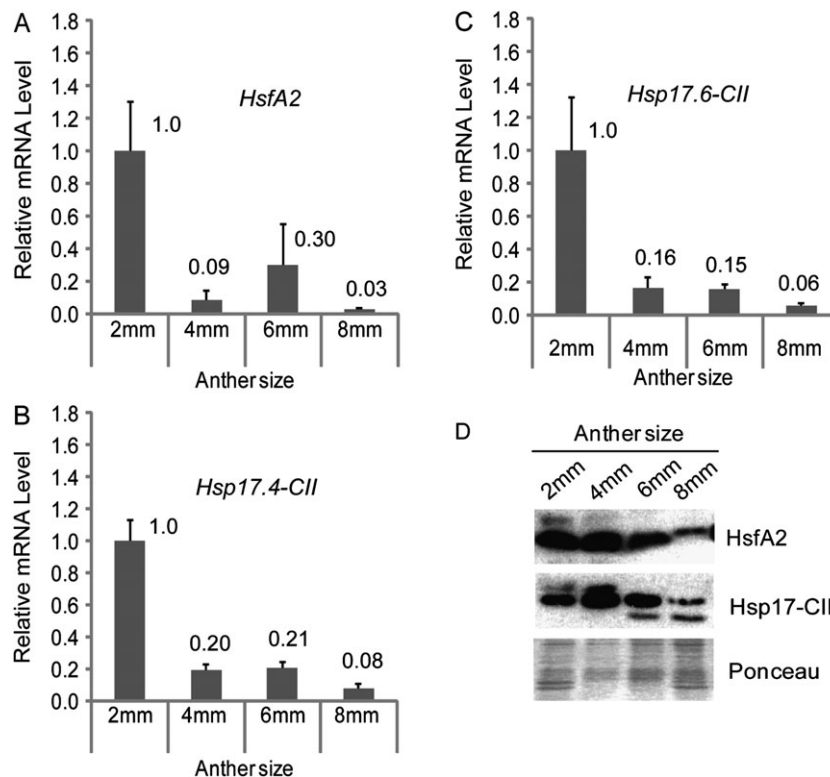 A
Relative mRNA Level
1.8
1.6
1.4
1.2
1.0
0.8
0.6
0.4
0.2
0.0
HsfA2
1.0
0.09
0.30
0.03
2mm 4mm 6mm 8mm
Anther size
B
Relative mRNA Level
1.8
1.6
1.4
1.2
1.0
0.8
0.6
0.4
0.2
0.0
Hsp17.4-CII
1.0
0.20
0.21
0.08
2mm 4mm 6mm 8mm
Anther size
C
Relative mRNA Level
1.8
1.6
1.4
1.2
1.0
0.8
0.6
0.4
0.2
0.0
Hsp17.6-CII
1.0
0.16
0.15
0.06
2mm 4mm 6mm 8mm
Anther size
D
Anther size
2mm 4mm 6mm 8mm
HsfA2
Hsp17-CII
Ponceau